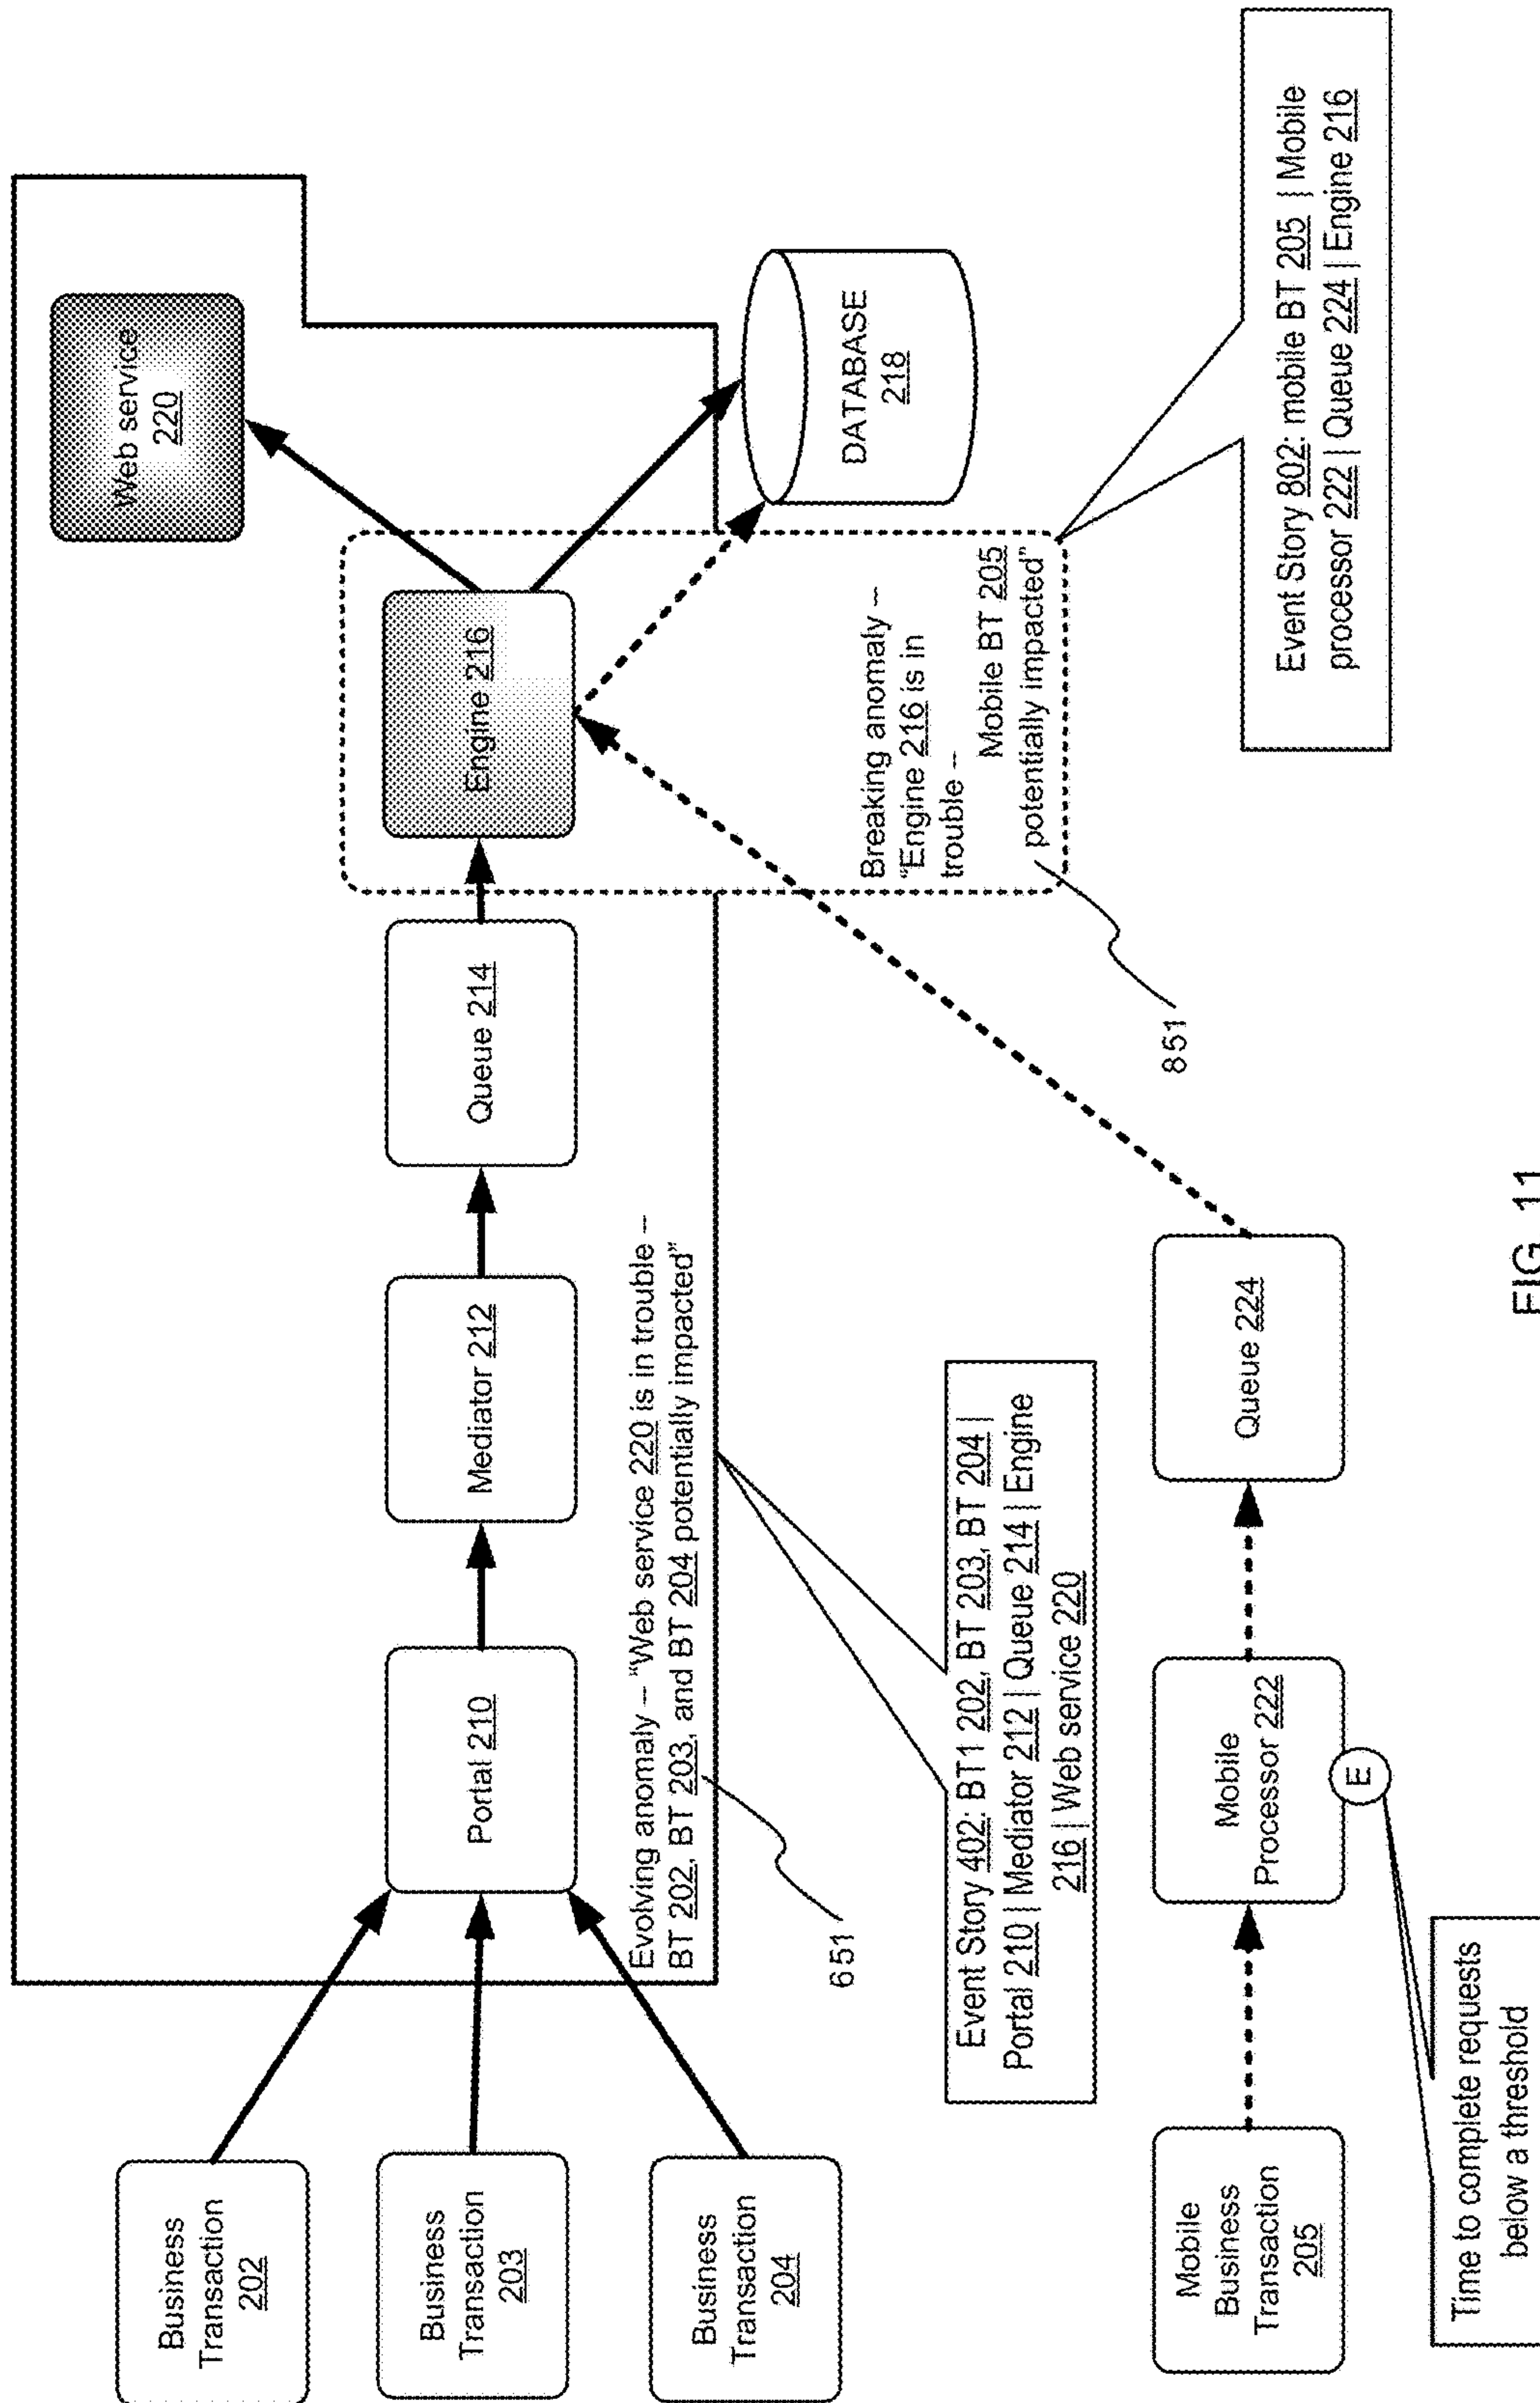 Business
Transaction
202
Business
Transaction
203
Business
Transaction
204
Portal 210
Mediator 212
Queue 214
Engine 216
Web service
220
DATABASE
218
Evolving anomaly – "Web service 220 is in trouble –
BT 202, BT 203, and BT 204 potentially impacted"
651
Breaking anomaly –
"Engine 216 is in
trouble –
Mobile BT 205
potentially impacted"
851
Event Story 402: BT1 202, BT 203, BT 204 |
Portal 210 | Mediator 212 | Queue 214 | Engine
216 | Web service 220
Event Story 802: mobile BT 205 | Mobile
processor 222 | Queue 224 | Engine 216
Mobile
Business
Transaction
205
Mobile
Processor 222
E
Queue 224
Time to complete requests
below a threshold
FIG. 11